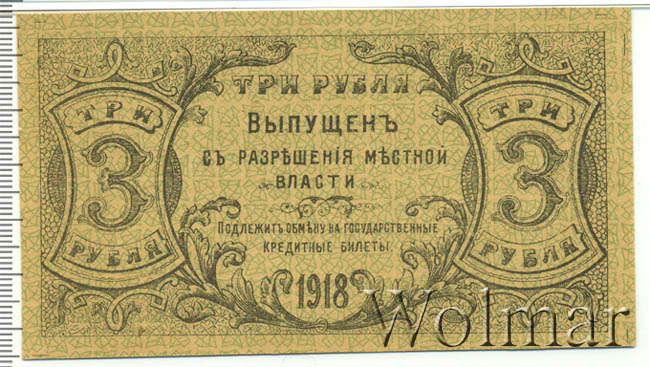 ТРИ РУБЛЯ
ТРИ
3
РУБЛЯ
ВЫПУЩЕНЪ
СЪ РАЗРѢШЕНІЯ МѢСТНОЙ
ВЛАСТИ
ПОДЛЕЖИТЪ ОБМѢНУ НА ГОСУДАРСТВЕННЫЕ
КРЕДИТНЫЕ БИЛЕТЫ.
1918
ТРИ
3
РУБЛЯ
Wolmar